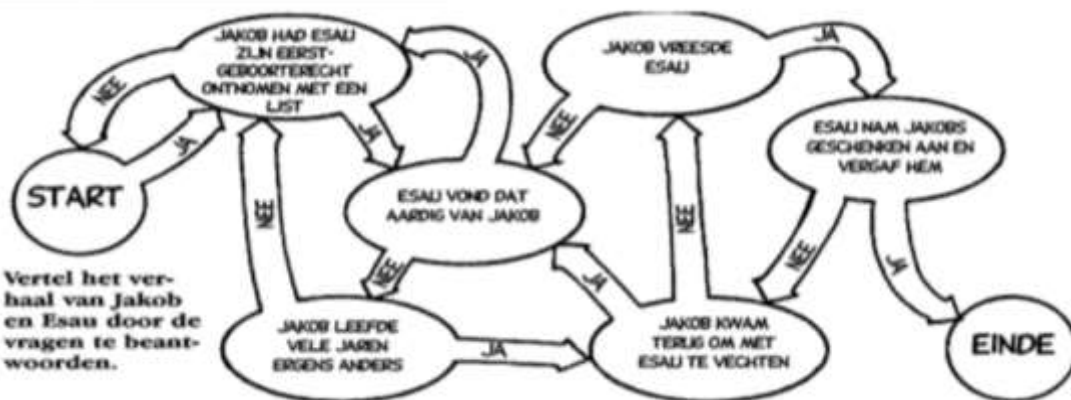 JAKOB HAD ESAU
ZIJN EERST-
GEBOORTERECHT
ONTNOMEN MET EEN
LIJST
NEE
JA
START
JA
JA
ESAU VOND DAT
AARDIG VAN JAKOB
NEE
NEE
JAKOB LEEFDE
VELE JAREN
ERGENS ANDERS
JA
JAKOB KWAM
TERUG OM MET
ESAU TE VECHTEN
JA
NEE
JAKOB VREESDE
ESAU
NEE
JA
ESAU NAM JAKOBS
GESCHENKEN AAN EN
VERGAF HEM
NEE
JA
EINDE
Vertel het ver-
haal van Jakob
en Esau door de
vragen te beant-
woorden.